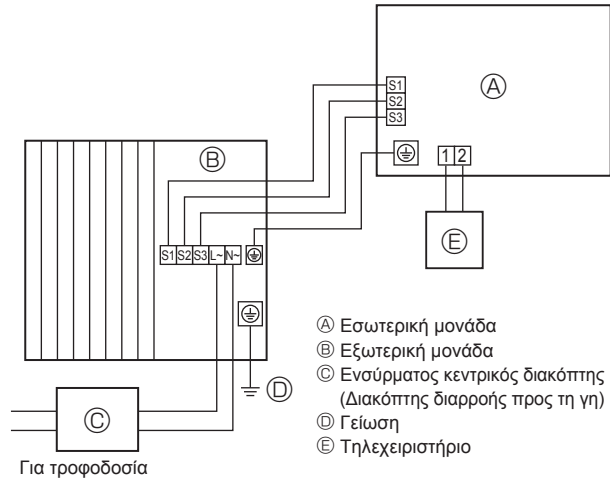 S1
S2
S3
Ⓐ
⏚ 1 2
Ⓑ
S1 S2 S3 L~ N~ ⏚
Ⓔ
⏚
Ⓓ
Ⓒ
Για τροφοδοσία
Ⓐ Εσωτερική μονάδα
Ⓑ Εξωτερική μονάδα
Ⓒ Ενσύρματος κεντρικός διακόπτης
(Διακόπτης διαρροής προς τη γη)
Ⓓ Γείωση
Ⓔ Τηλεχειριστήριο